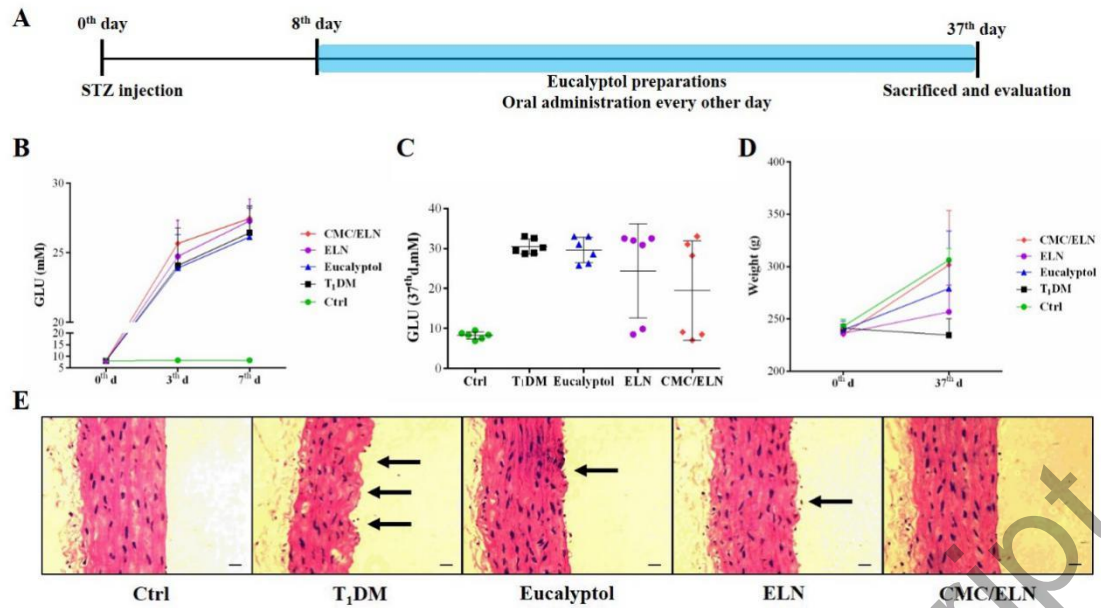 A
0th day
8th day
37th day
STZ injection
Eucalyptol preparations
Oral administration every other day
Sacrificed and evaluation
B
GLU (mM)
30
25
20
20
15
10
5
0th d
3th d
7th d
CMC/ELN
ELN
Eucalyptol
T1DM
Ctrl
C
GLU (37th d,mM)
40
30
20
10
0
Ctrl
T1DM
Eucalyptol
ELN
CMC/ELN
D
Weight (g)
400
350
300
250
200
0th d
37th d
CMC/ELN
ELN
Eucalyptol
T1DM
Ctrl
E
Ctrl
T1DM
Eucalyptol
ELN
CMC/ELN
ript